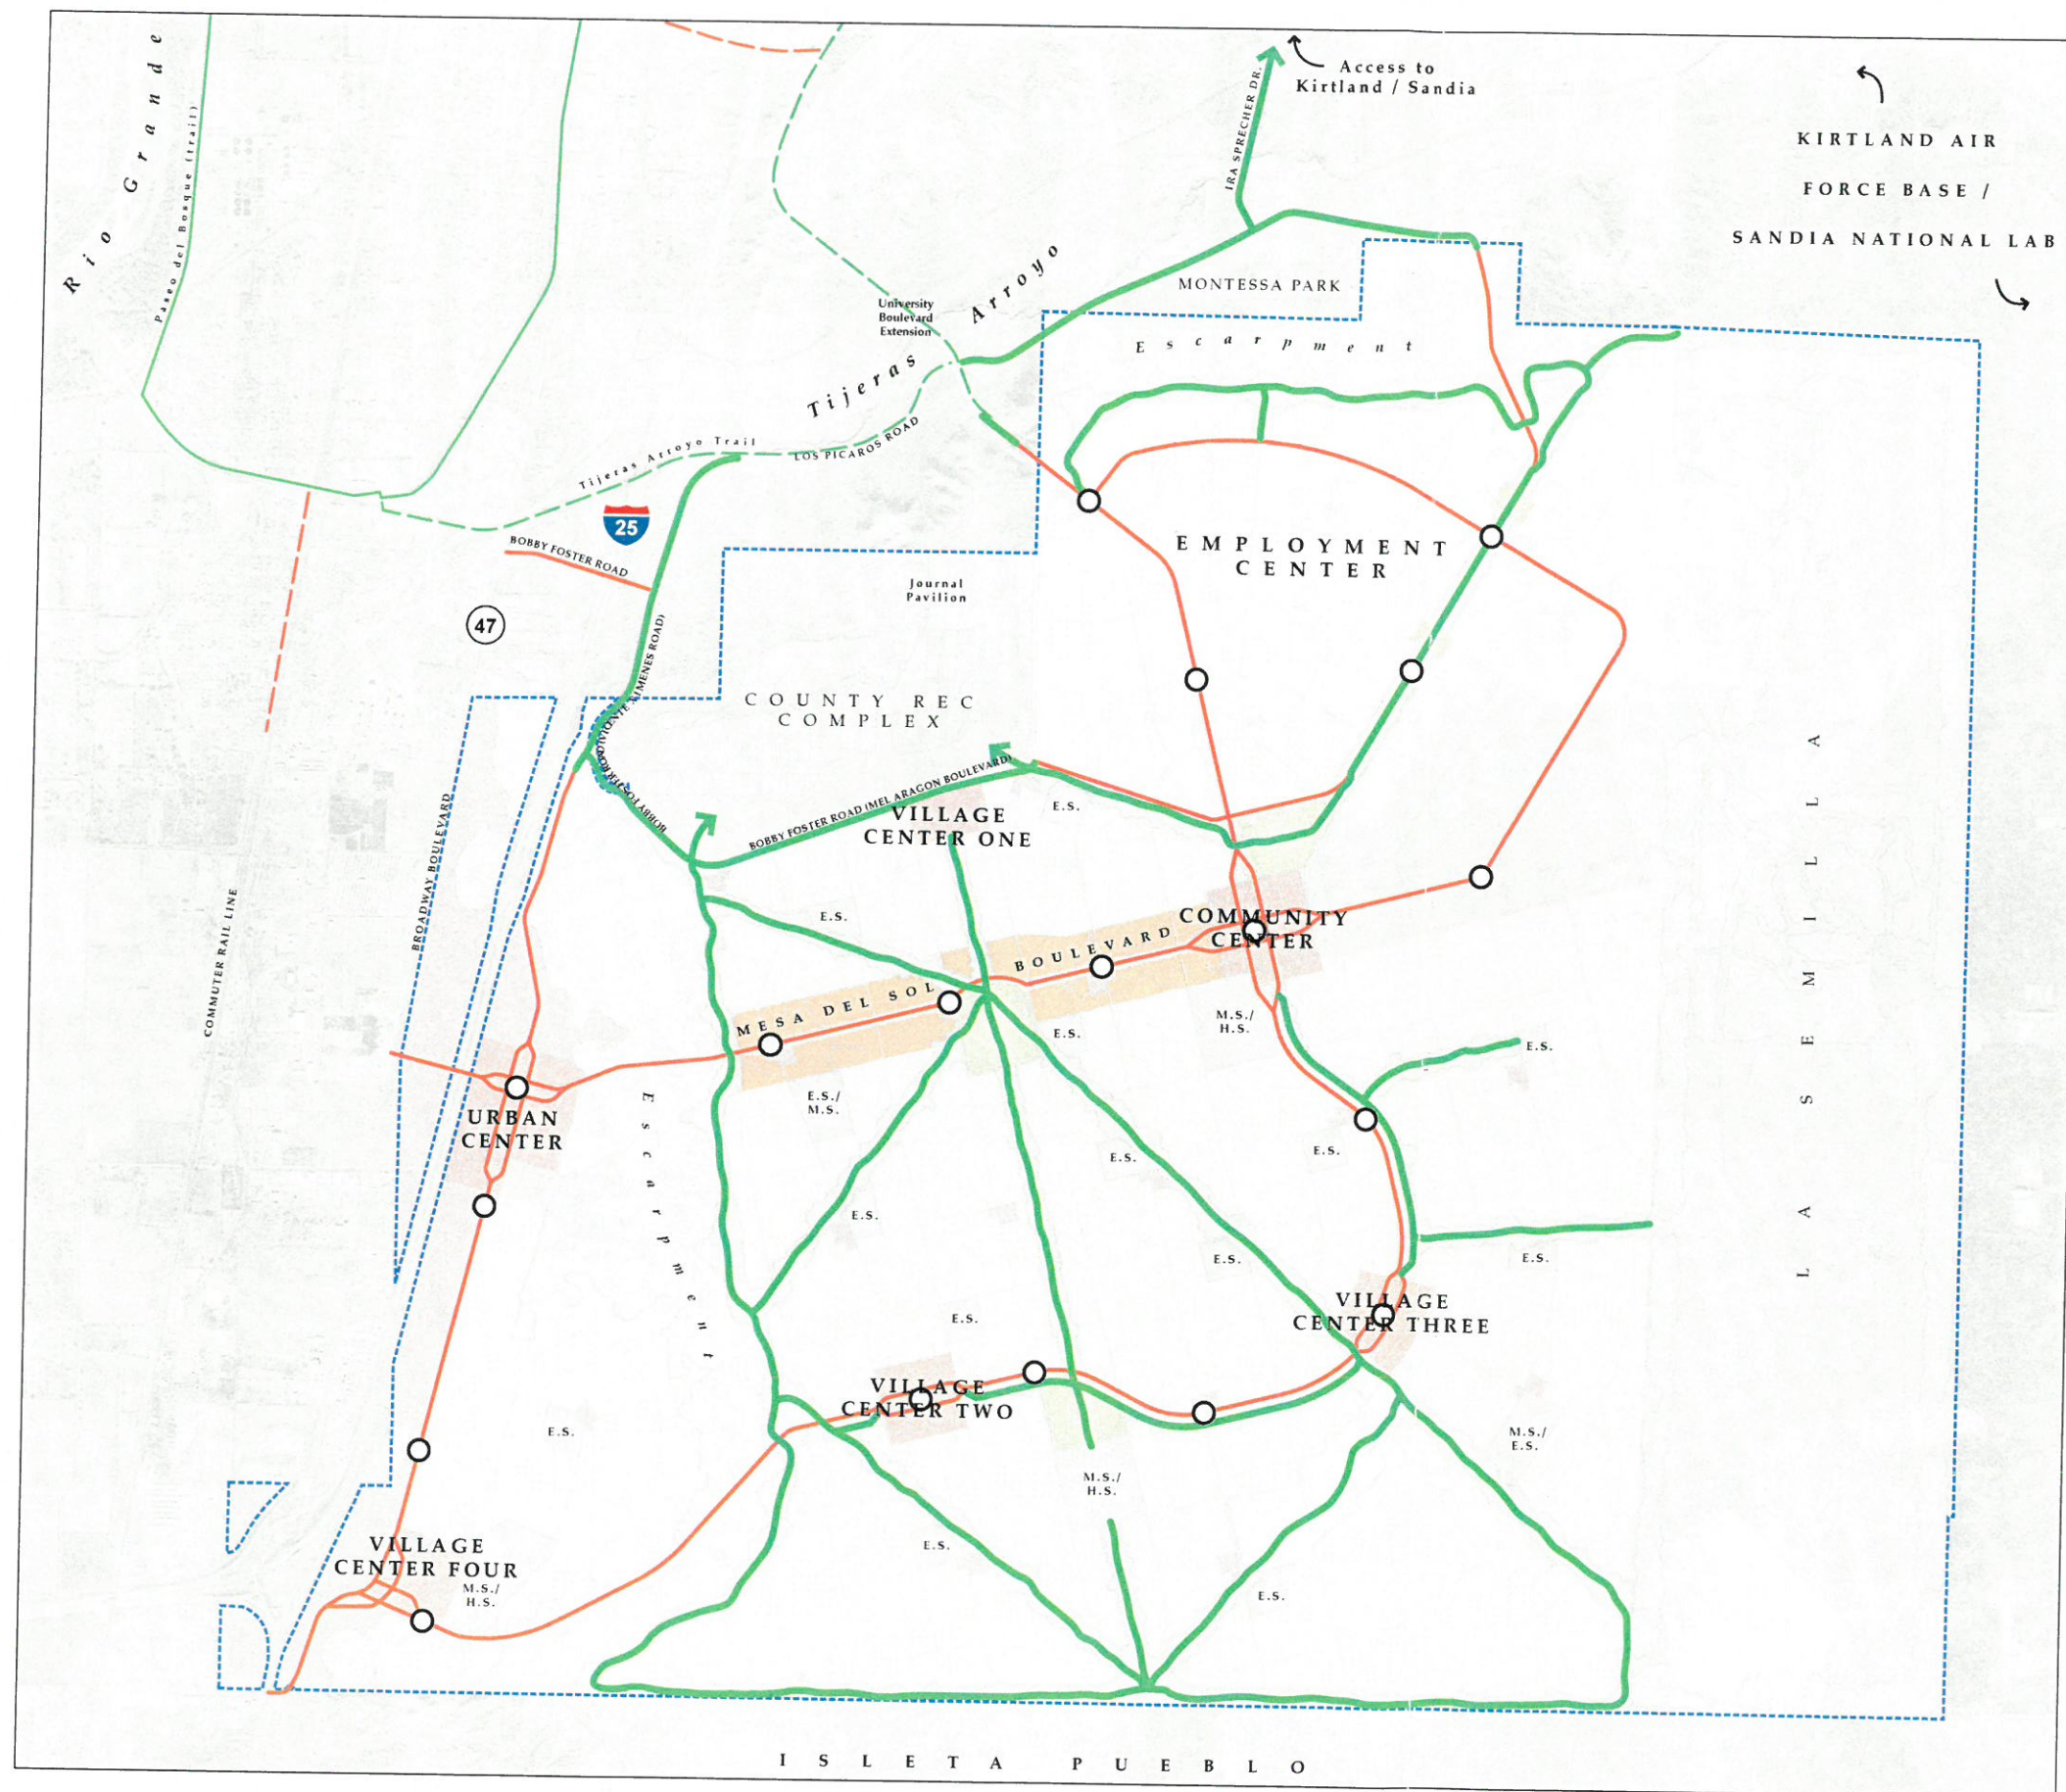 Rio Grande
Paseo del Bosque (trail)
IRA SPRECHER DR.
Access to
Kirtland / Sandia
KIRTLAND AIR
FORCE BASE /
SANDIA NATIONAL LAB
MONTESSA PARK
Escarpment
University
Boulevard
Extension
Tijeras Arroyo
Tijeras Arroyo Trail
LOS PICAROS ROAD
25
BOBBY FOSTER ROAD
47
EMPLOYMENT
CENTER
Journal
Pavilion
COUNTY REC
COMPLEX
BOBBY FOSTER ROAD (MEL ARAGON BOULEVARD)
VILLAGE
CENTER ONE
E.S.
BROADWAY BOULEVARD
COMMUTER RAIL LINE
LA SEMILLA
E.S.
COMMUNITY
CENTER
MESA DEL SOL BOULEVARD
M.S./
H.S.
E.S.
E.S.
E.S./
M.S.
URBAN
CENTER
Escarpment
E.S.
E.S.
E.S.
E.S.
E.S.
E.S.
VILLAGE
CENTER THREE
VILLAGE
CENTER TWO
E.S.
M.S./
E.S.
M.S./
H.S.
VILLAGE
CENTER FOUR
M.S./
H.S.
E.S.
E.S.
ISLETA PUEBLO